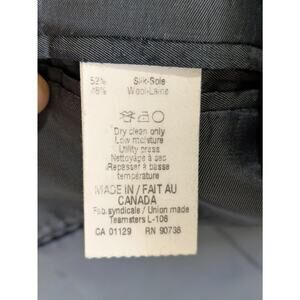 52% Silk-Soie
48% Wool-Laine
Dry clean only
Low moisture
Utility press
Nettoyage à sec
Repasser à basse
température
MADE IN / FAIT AU
CANADA
Fab.syndicale / Union made
Teamsters L-106
CA 01129 RN 90738